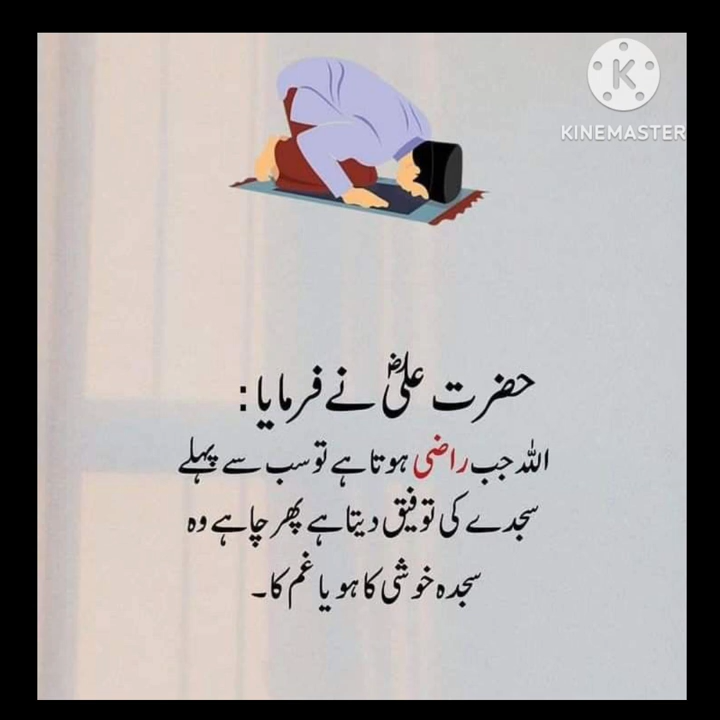 K
KINEMASTER
حضرت علیؓ نے فرمایا:
اللہ جب راضی ہوتا ہے تو سب سے پہلے
سجدے کی توفیق دیتا ہے پھر چاہے وہ
سجدہ خوشی کا ہو یا غم کا۔